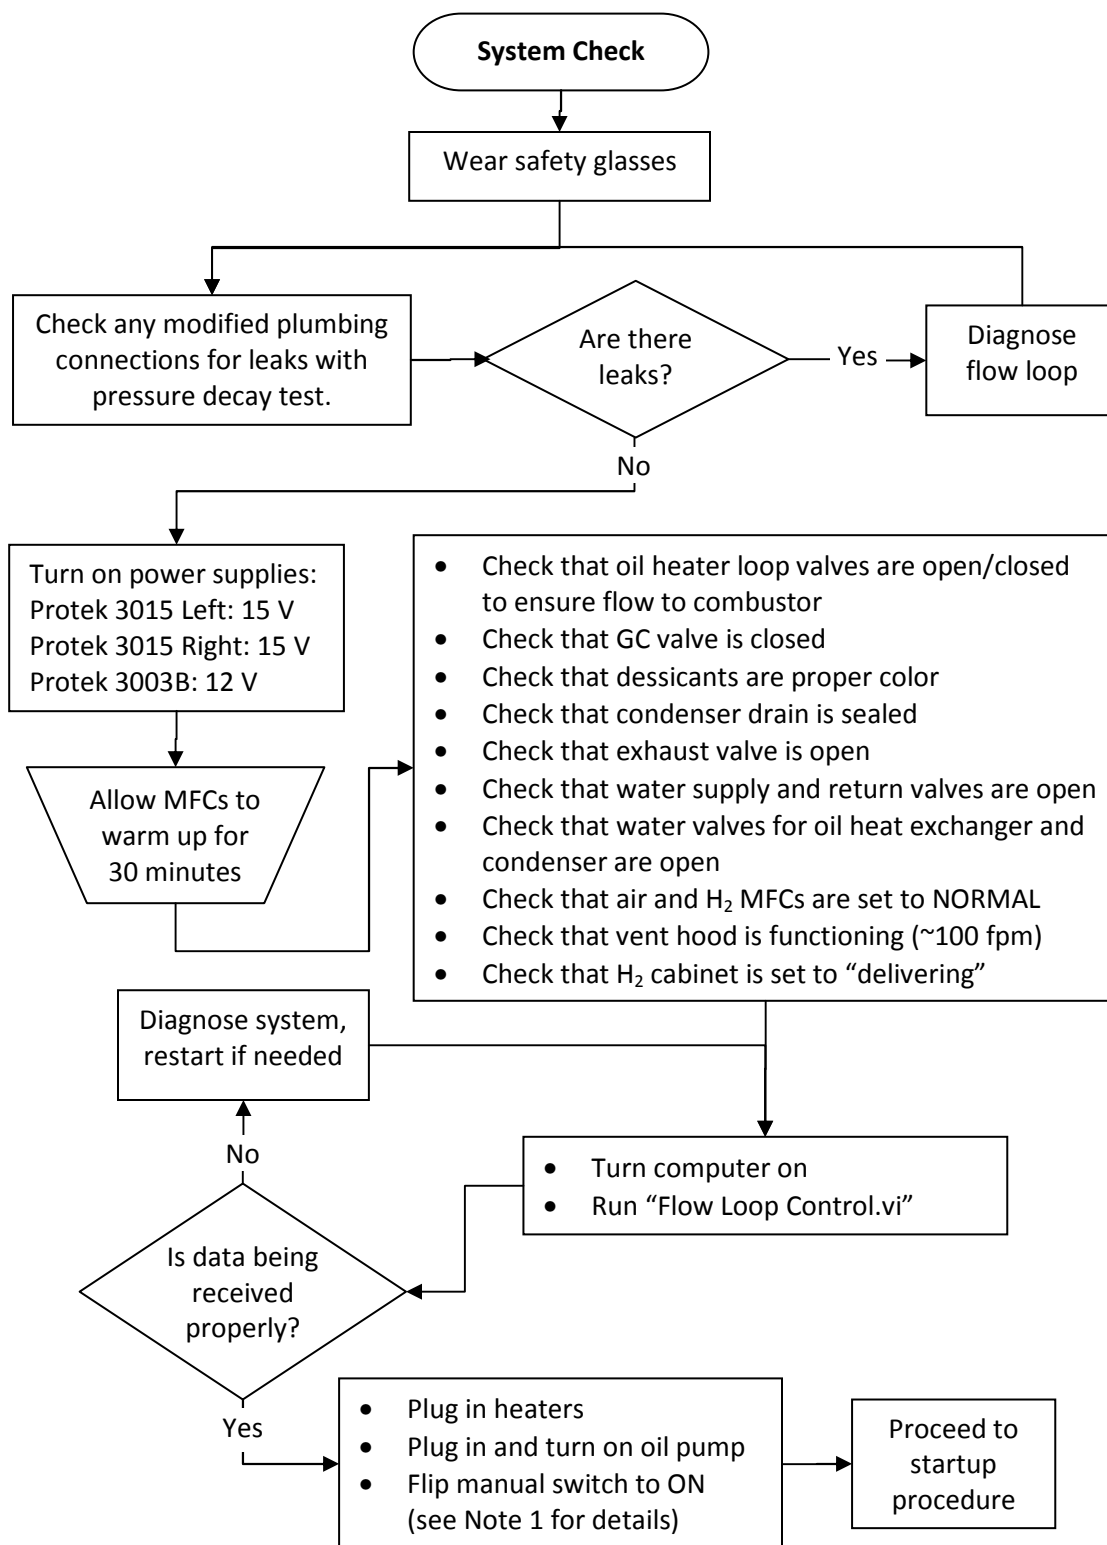 System Check
Wear safety glasses
Check any modified plumbing
connections for leaks with
pressure decay test.
Are there
leaks?
Yes
Diagnose
flow loop
No
Turn on power supplies:
Protek 3015 Left: 15 V
Protek 3015 Right: 15 V
Protek 3003B: 12 V
Allow MFCs to
warm up for
30 minutes
• Check that oil heater loop valves are open/closed
to ensure flow to combustor
• Check that GC valve is closed
• Check that dessicants are proper color
• Check that condenser drain is sealed
• Check that exhaust valve is open
• Check that water supply and return valves are open
• Check that water valves for oil heat exchanger and
condenser are open
• Check that air and H₂ MFCs are set to NORMAL
• Check that vent hood is functioning (~100 fpm)
• Check that H₂ cabinet is set to “delivering”
• Turn computer on
• Run “Flow Loop Control.vi”
Is data being
received
properly?
No
Diagnose system,
restart if needed
Yes
• Plug in heaters
• Plug in and turn on oil pump
• Flip manual switch to ON
(see Note 1 for details)
Proceed to
startup
procedure